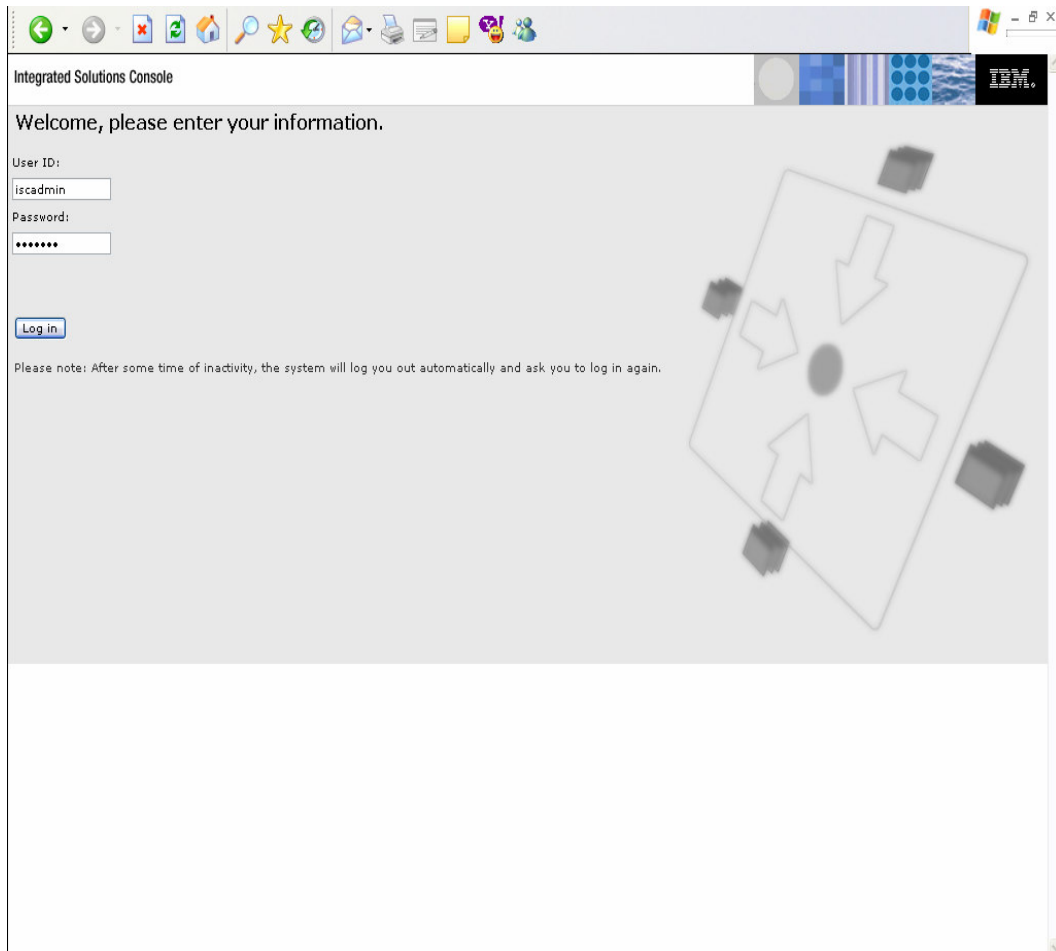 Integrated Solutions Console
IBM.
Welcome, please enter your information.
User ID:
iscadmin
Password:
•••••••
Log in
Please note: After some time of inactivity, the system will log you out automatically and ask you to log in again.